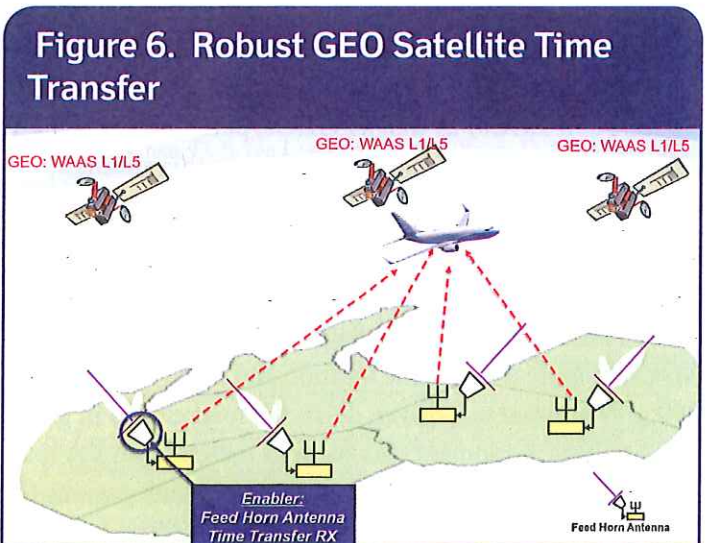 Figure 6. Robust GEO Satellite Time
Transfer
GEO: WAAS L1/L5
GEO: WAAS L1/L5
GEO: WAAS L1/L5
Enabler:
Feed Horn Antenna
Time Transfer RX
Feed Horn Antenna